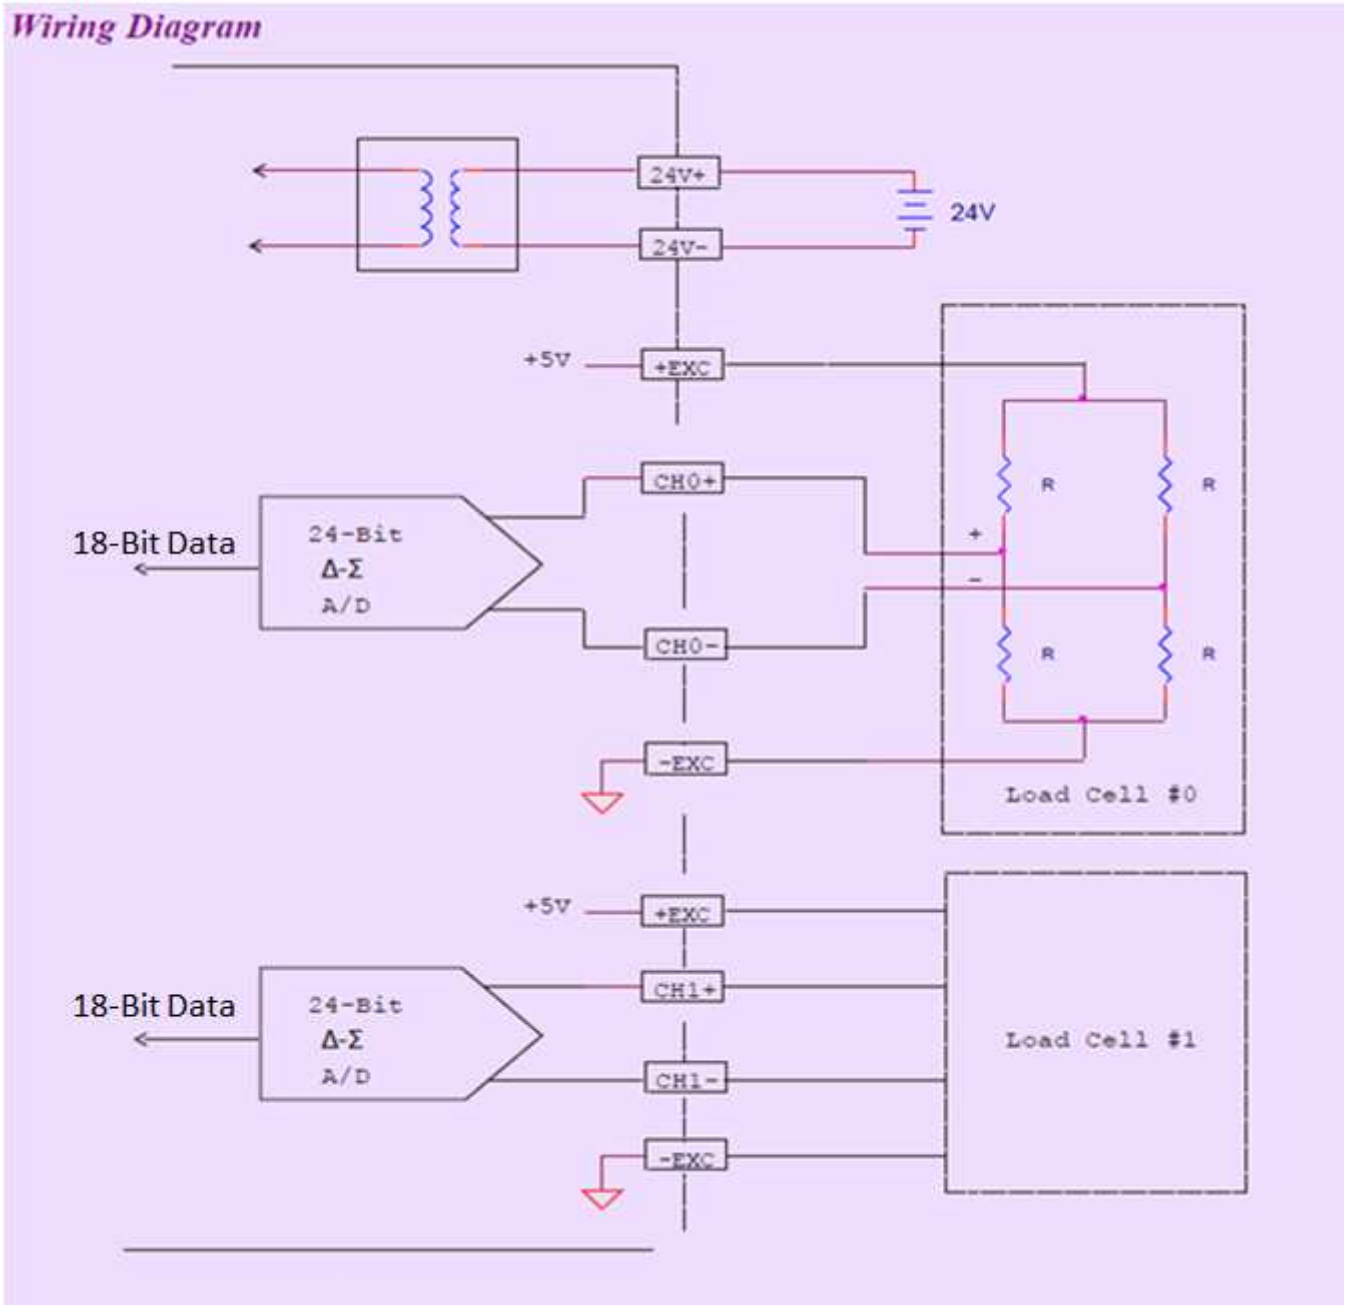 Wiring Diagram
24V+
24V
24V-
+5V
+EXC
CH0+
R
R
18-Bit Data
24-Bit
Δ-Σ
A/D
+
-
CH0-
R
R
-EXC
Load Cell #0
+5V
+EXC
CH1+
18-Bit Data
24-Bit
Δ-Σ
A/D
Load Cell #1
CH1-
-EXC